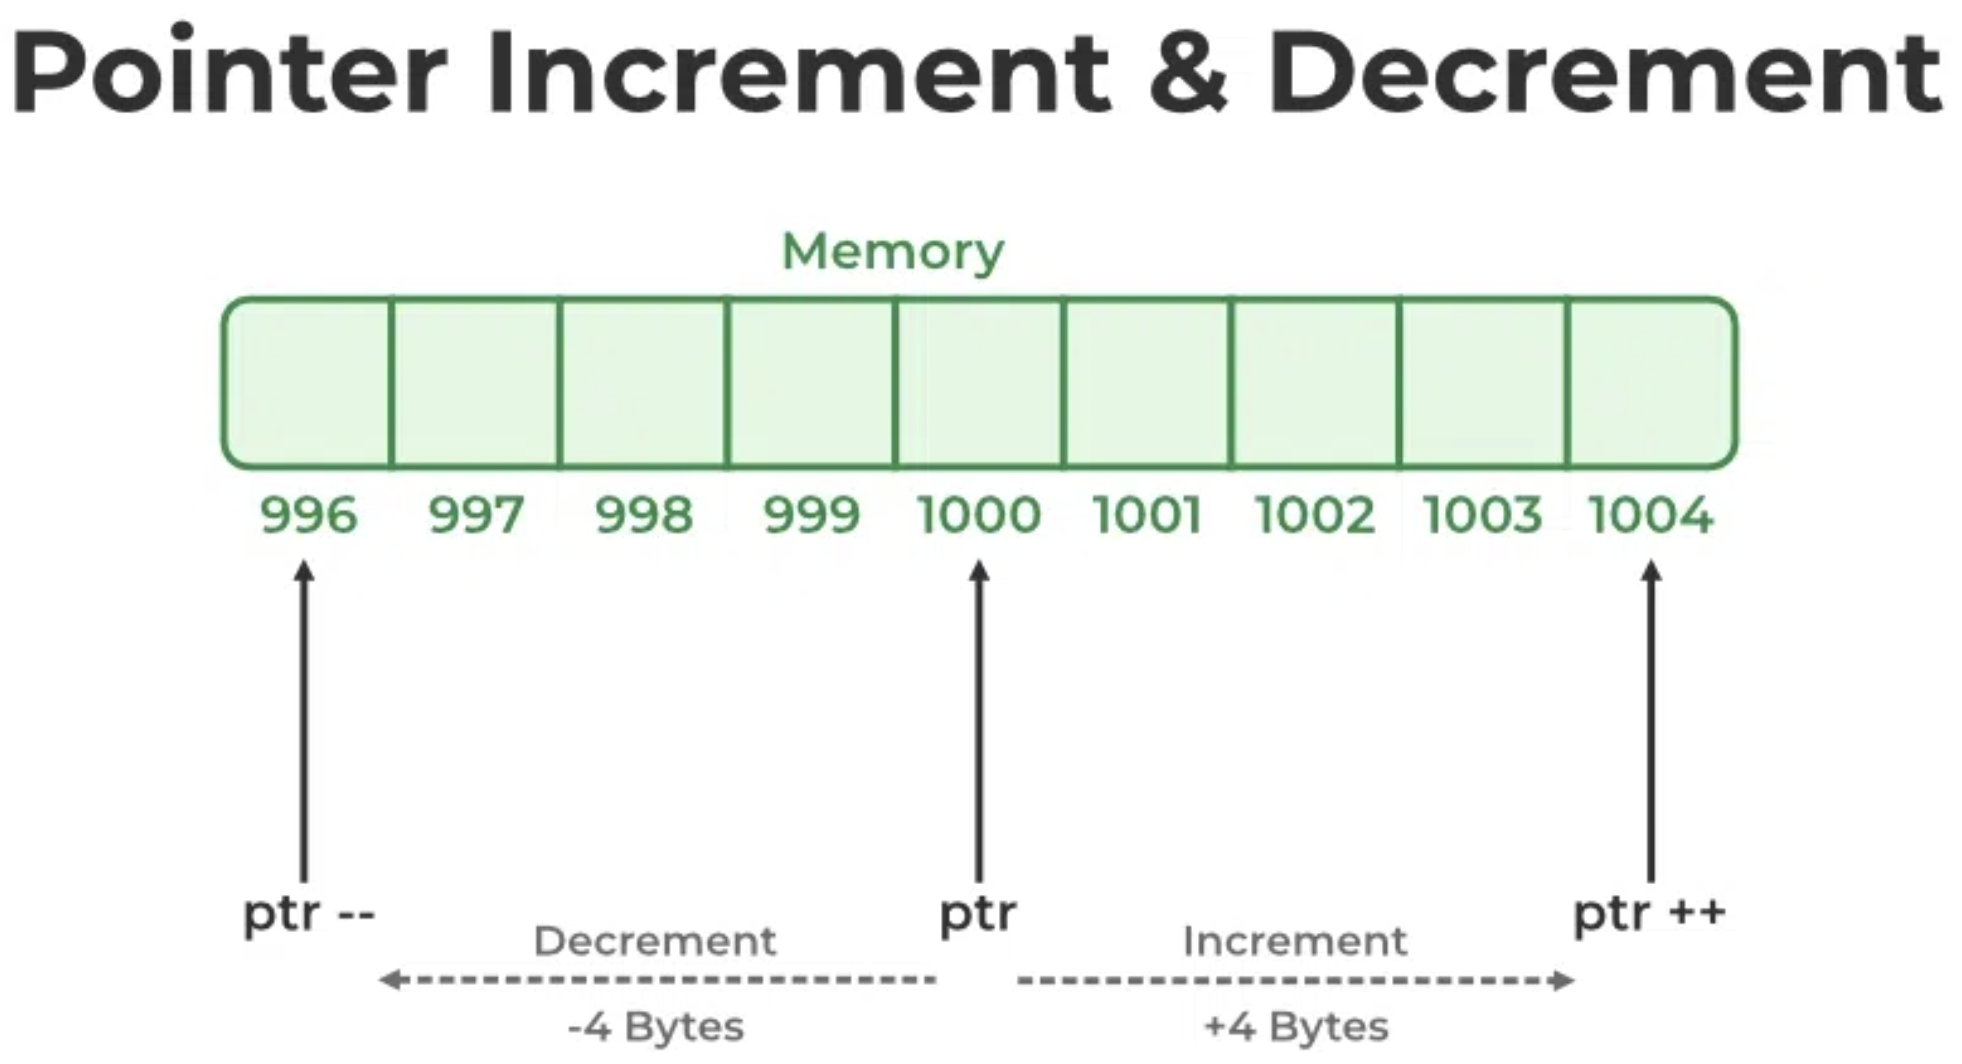 Pointer Increment & Decrement
Memory
996 997 998 999 1000 1001 1002 1003 1004
ptr -- ptr ptr ++
Decrement Increment
-4 Bytes +4 Bytes